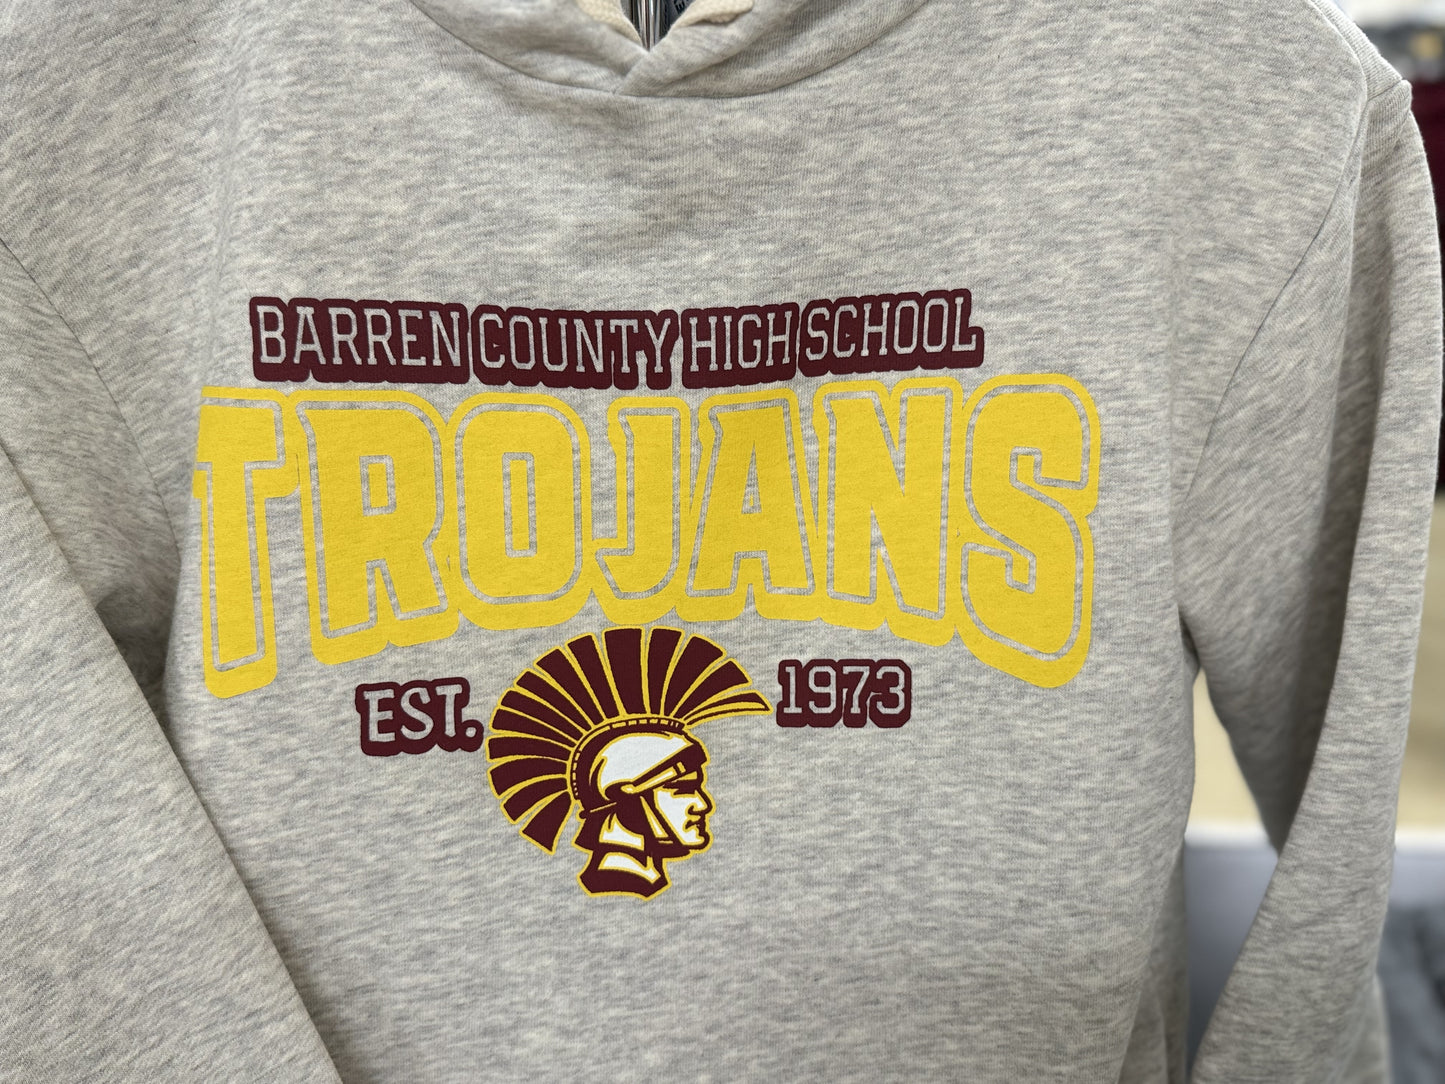 BARREN COUNTY HIGH SCHOOL
TROJANS
EST. 1973